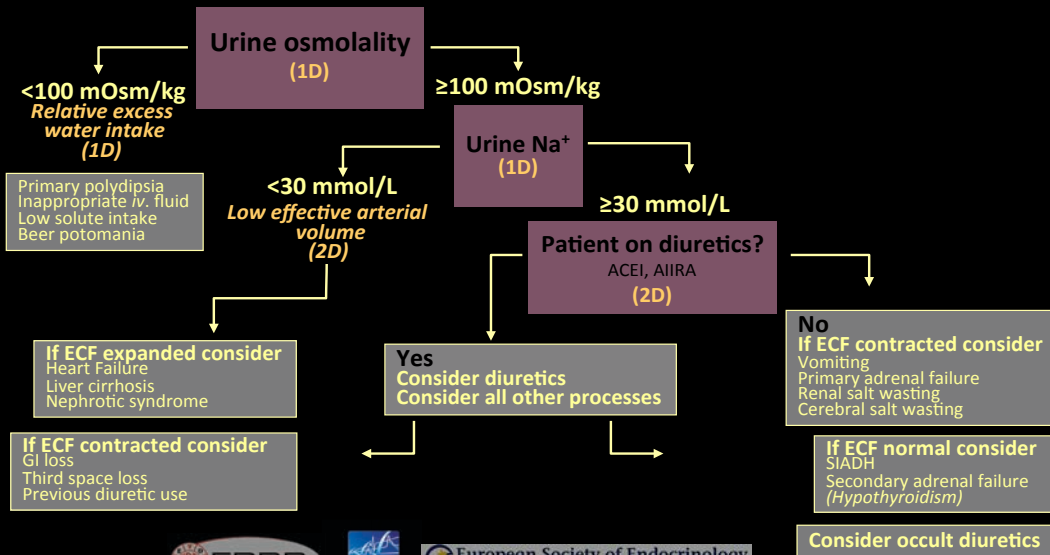 Urine osmolality
(1D)
<100 mOsm/kg
Relative excess
water intake
(1D)
Primary polydipsia
Inappropriate iv. fluid
Low solute intake
Beer potomania
≥100 mOsm/kg
Urine Na⁺
(1D)
<30 mmol/L
Low effective arterial
volume
(2D)
≥30 mmol/L
Patient on diuretics?
ACEI, AIIRA
(2D)
If ECF expanded consider
Heart Failure
Liver cirrhosis
Nephrotic syndrome
If ECF contracted consider
GI loss
Third space loss
Previous diuretic use
Yes
Consider diuretics
Consider all other processes
No
If ECF contracted consider
Vomiting
Primary adrenal failure
Renal salt wasting
Cerebral salt wasting
If ECF normal consider
SIADH
Secondary adrenal failure
(Hypothyroidism)
Consider occult diuretics
European Society of Endocrinology